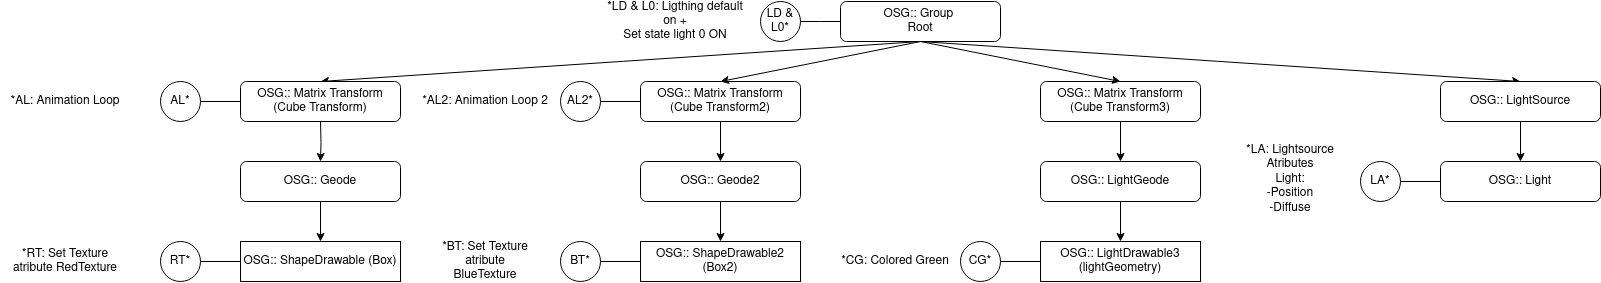 *LD & L0: Ligthing default
on +
Set state light 0 ON
LD &
L0*
OSG:: Group
Root
*AL: Animation Loop
AL*
OSG:: Matrix Transform
(Cube Transform)
*AL2: Animation Loop 2
AL2*
OSG:: Matrix Transform
(Cube Transform2)
OSG:: Matrix Transform
(Cube Transform3)
OSG:: LightSource
OSG:: Geode
OSG:: Geode2
OSG:: LightGeode
*LA: Lightsource
Atributes
Light:
-Position
-Diffuse
LA*
OSG:: Light
*RT: Set Texture
atribute RedTexture
RT*
OSG:: ShapeDrawable (Box)
*BT: Set Texture
atribute
BlueTexture
BT*
OSG:: ShapeDrawable2
(Box2)
*CG: Colored Green
CG*
OSG:: LightDrawable3
(lightGeometry)